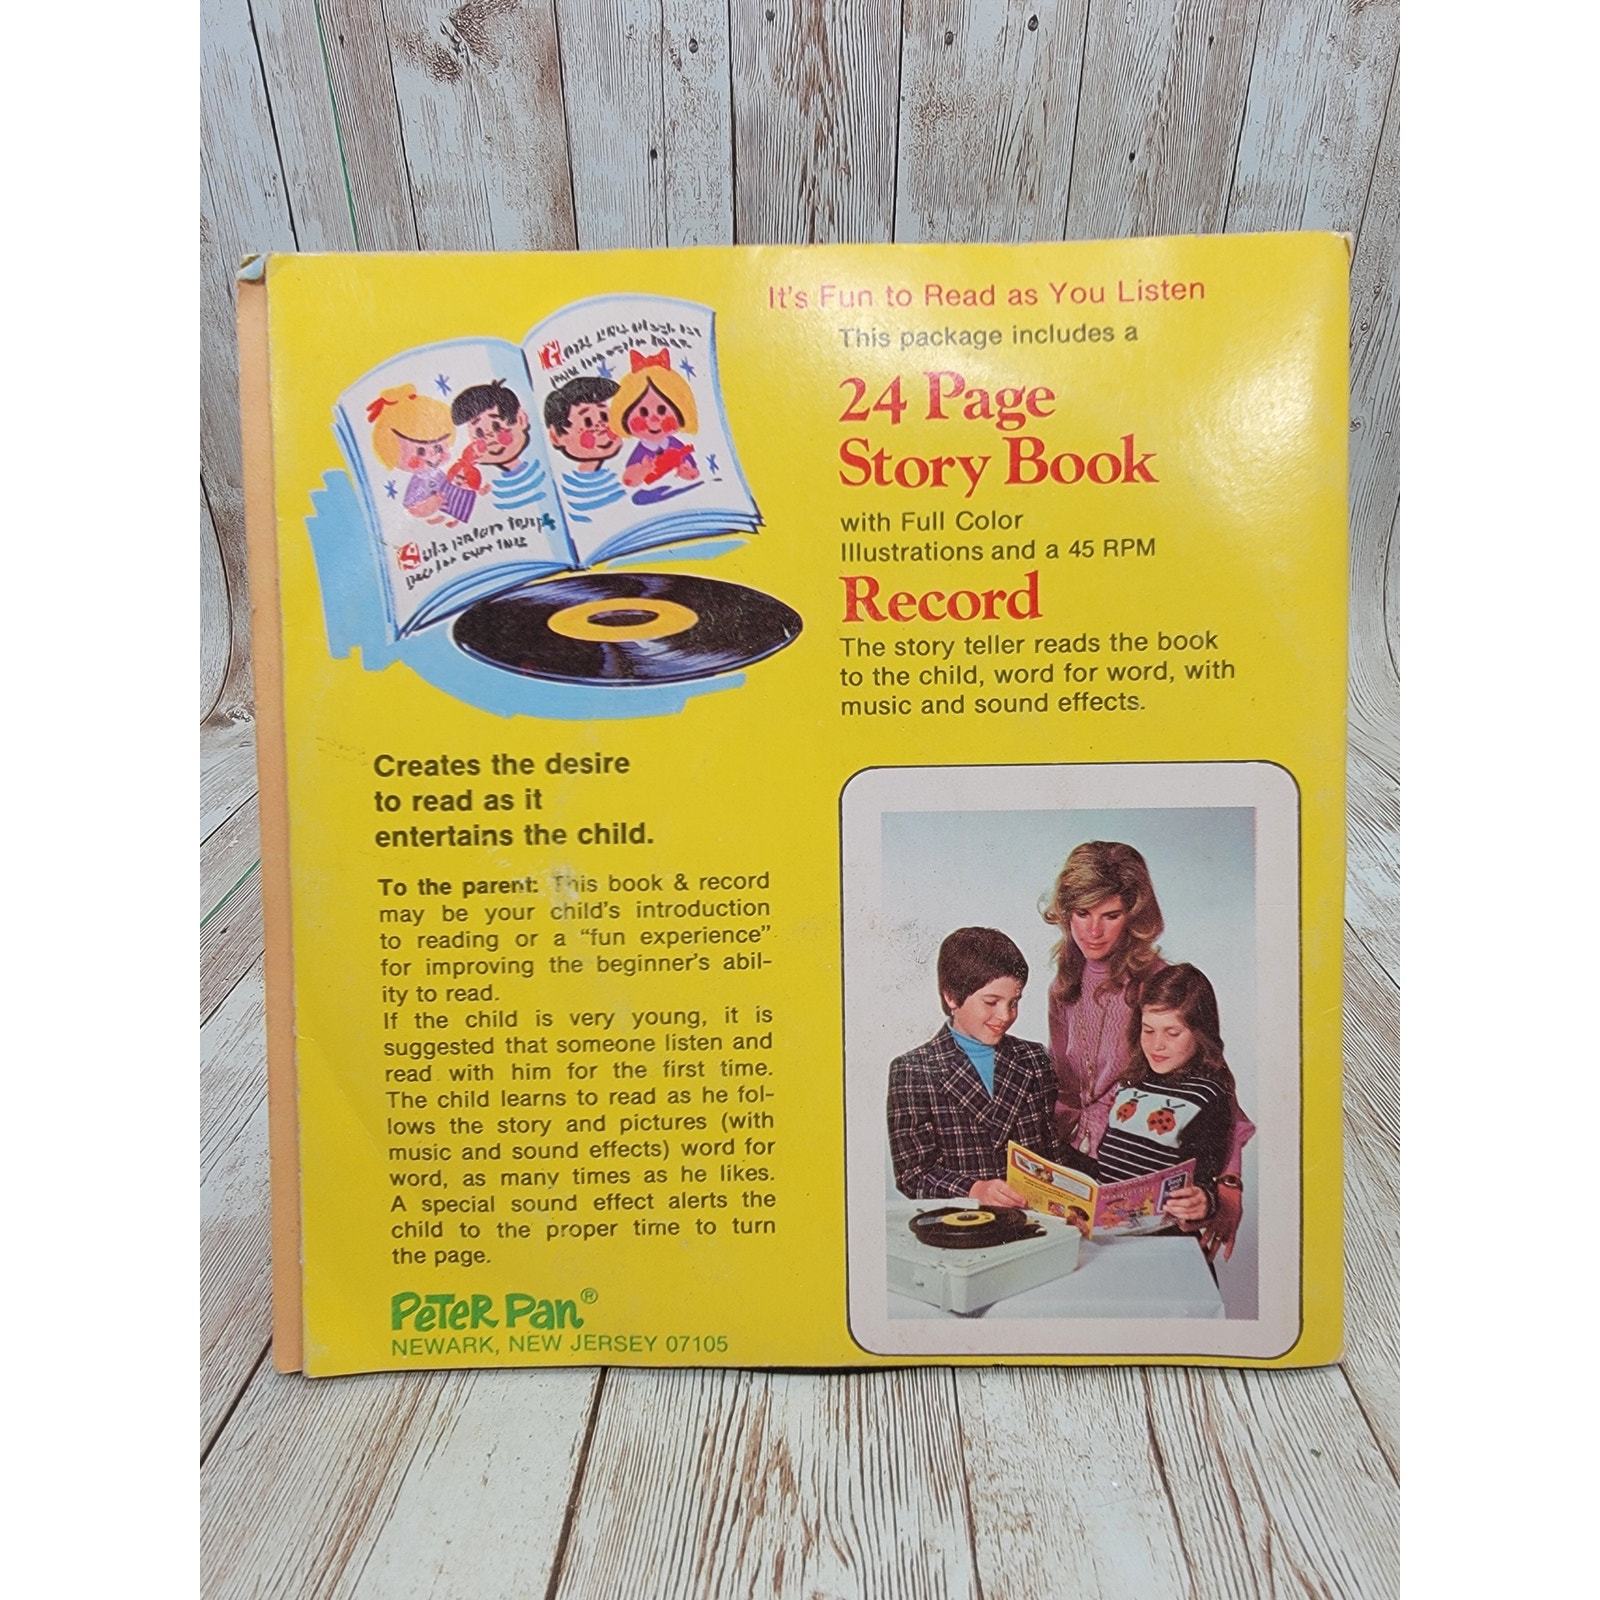 It's Fun to Read as You Listen
This package includes a
24 Page
Story Book
with Full Color
Illustrations and a 45 RPM
Record
The story teller reads the book
to the child, word for word, with
music and sound effects.
Creates the desire
to read as it
entertains the child.
To the parent: This book & record
may be your child's introduction
to reading or a “fun experience”
for improving the beginner's abil-
ity to read.
If the child is very young, it is
suggested that someone listen and
read with him for the first time.
The child learns to read as he fol-
lows the story and pictures (with
music and sound effects) word for
word, as many times as he likes.
A special sound effect alerts the
child to the proper time to turn
the page.
PETER PAN®
NEWARK, NEW JERSEY 07105